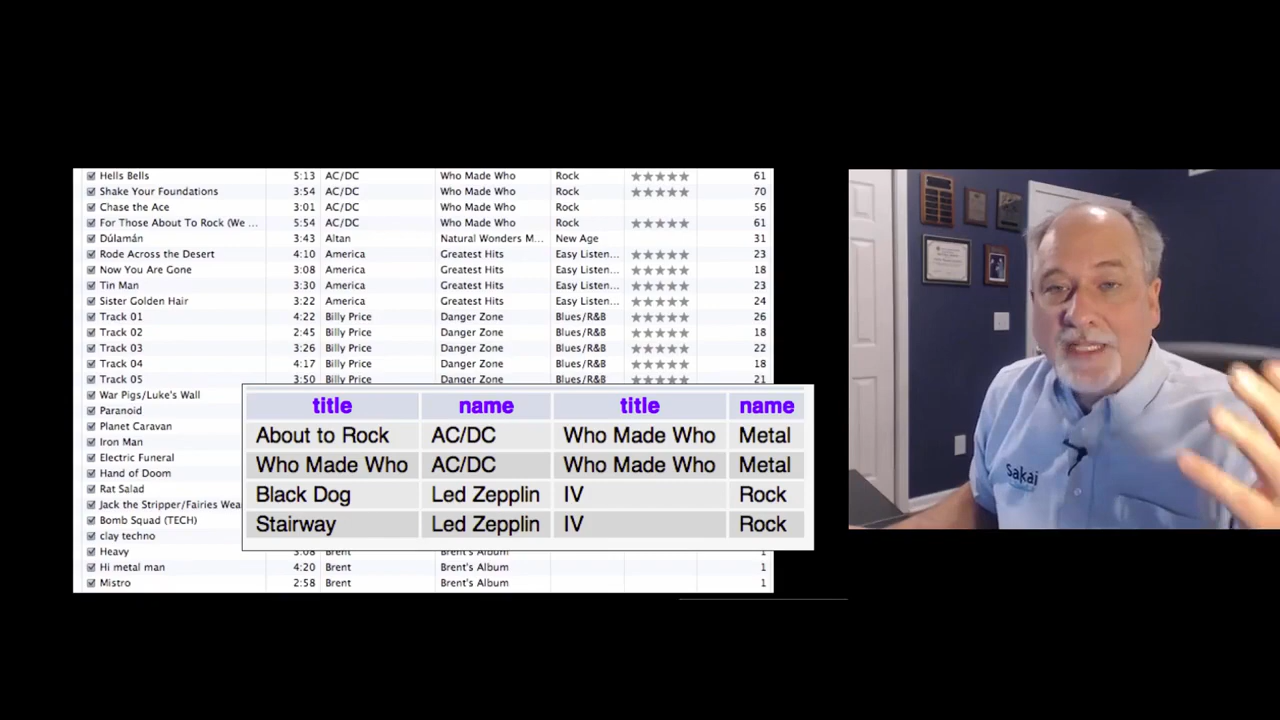 Hells Bells 5:13 AC/DC Who Made Who Rock ★★★★★ 61
Shake Your Foundations 3:54 AC/DC Who Made Who Rock ★★★★★ 70
Chase the Ace 3:01 AC/DC Who Made Who Rock 56
For Those About To Rock (We ... 5:54 AC/DC Who Made Who Rock ★★★★★ 61
Dúlamán 3:43 Altan Natural Wonders M... New Age 31
Rode Across the Desert 4:10 America Greatest Hits Easy Listen... ★★★★★ 23
Now You Are Gone 3:08 America Greatest Hits Easy Listen... ★★★★★ 18
Tin Man 3:30 America Greatest Hits Easy Listen... ★★★★★ 23
Sister Golden Hair 3:22 America Greatest Hits Easy Listen... ★★★★★ 24
Track 01 4:22 Billy Price Danger Zone Blues/R&B ★★★★★ 26
Track 02 2:45 Billy Price Danger Zone Blues/R&B ★★★★★ 18
Track 03 3:26 Billy Price Danger Zone Blues/R&B ★★★★★ 22
Track 04 4:17 Billy Price Danger Zone Blues/R&B ★★★★★ 18
Track 05 3:50 Billy Price Danger Zone Blues/R&B ★★★★★ 21
War Pigs/Luke's Wall
Paranoid
Planet Caravan
Iron Man
Electric Funeral
Hand of Doom
Rat Salad
Jack the Stripper/Fairies Wea
Bomb Squad (TECH)
clay techno
Heavy 3:08 Brent Brent's Album 1
Hi metal man 4:20 Brent Brent's Album 1
Mistro 2:58 Brent Brent's Album 1
title name title name
About to Rock AC/DC Who Made Who Metal
Who Made Who AC/DC Who Made Who Metal
Black Dog Led Zepplin IV Rock
Stairway Led Zepplin IV Rock
Sakai